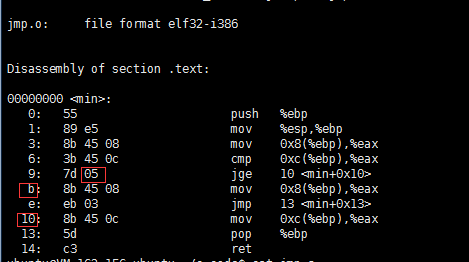 jmp.o:     file format elf32-i386
Disassembly of section .text:
00000000 <min>:
0: 55 push %ebp
1: 89 e5 mov %esp,%ebp
3: 8b 45 08 mov 0x8(%ebp),%eax
6: 3b 45 0c cmp 0xc(%ebp),%eax
9: 7d 05 jge 10 <min+0x10>
b: 8b 45 08 mov 0x8(%ebp),%eax
e: eb 03 jmp 13 <min+0x13>
10: 8b 45 0c mov 0xc(%ebp),%eax
13: 5d pop %ebp
14: c3 ret